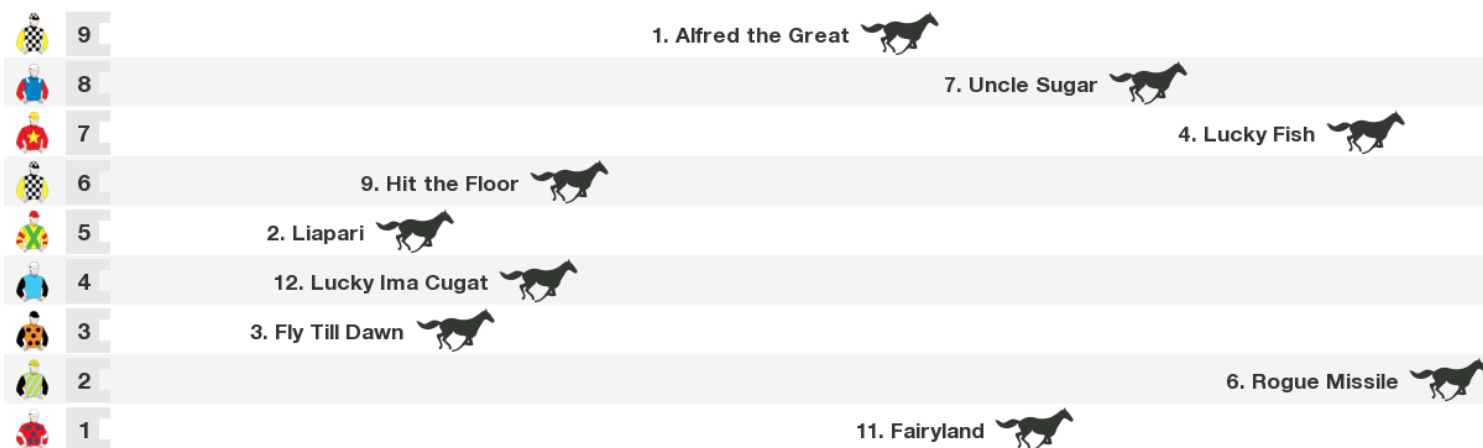 9 1. Alfred the Great
8 7. Uncle Sugar
7 4. Lucky Fish
6 9. Hit the Floor
5 2. Liapari
4 12. Lucky Ima Cugat
3 3. Fly Till Dawn
2 6. Rogue Missile
1 11. Fairyland